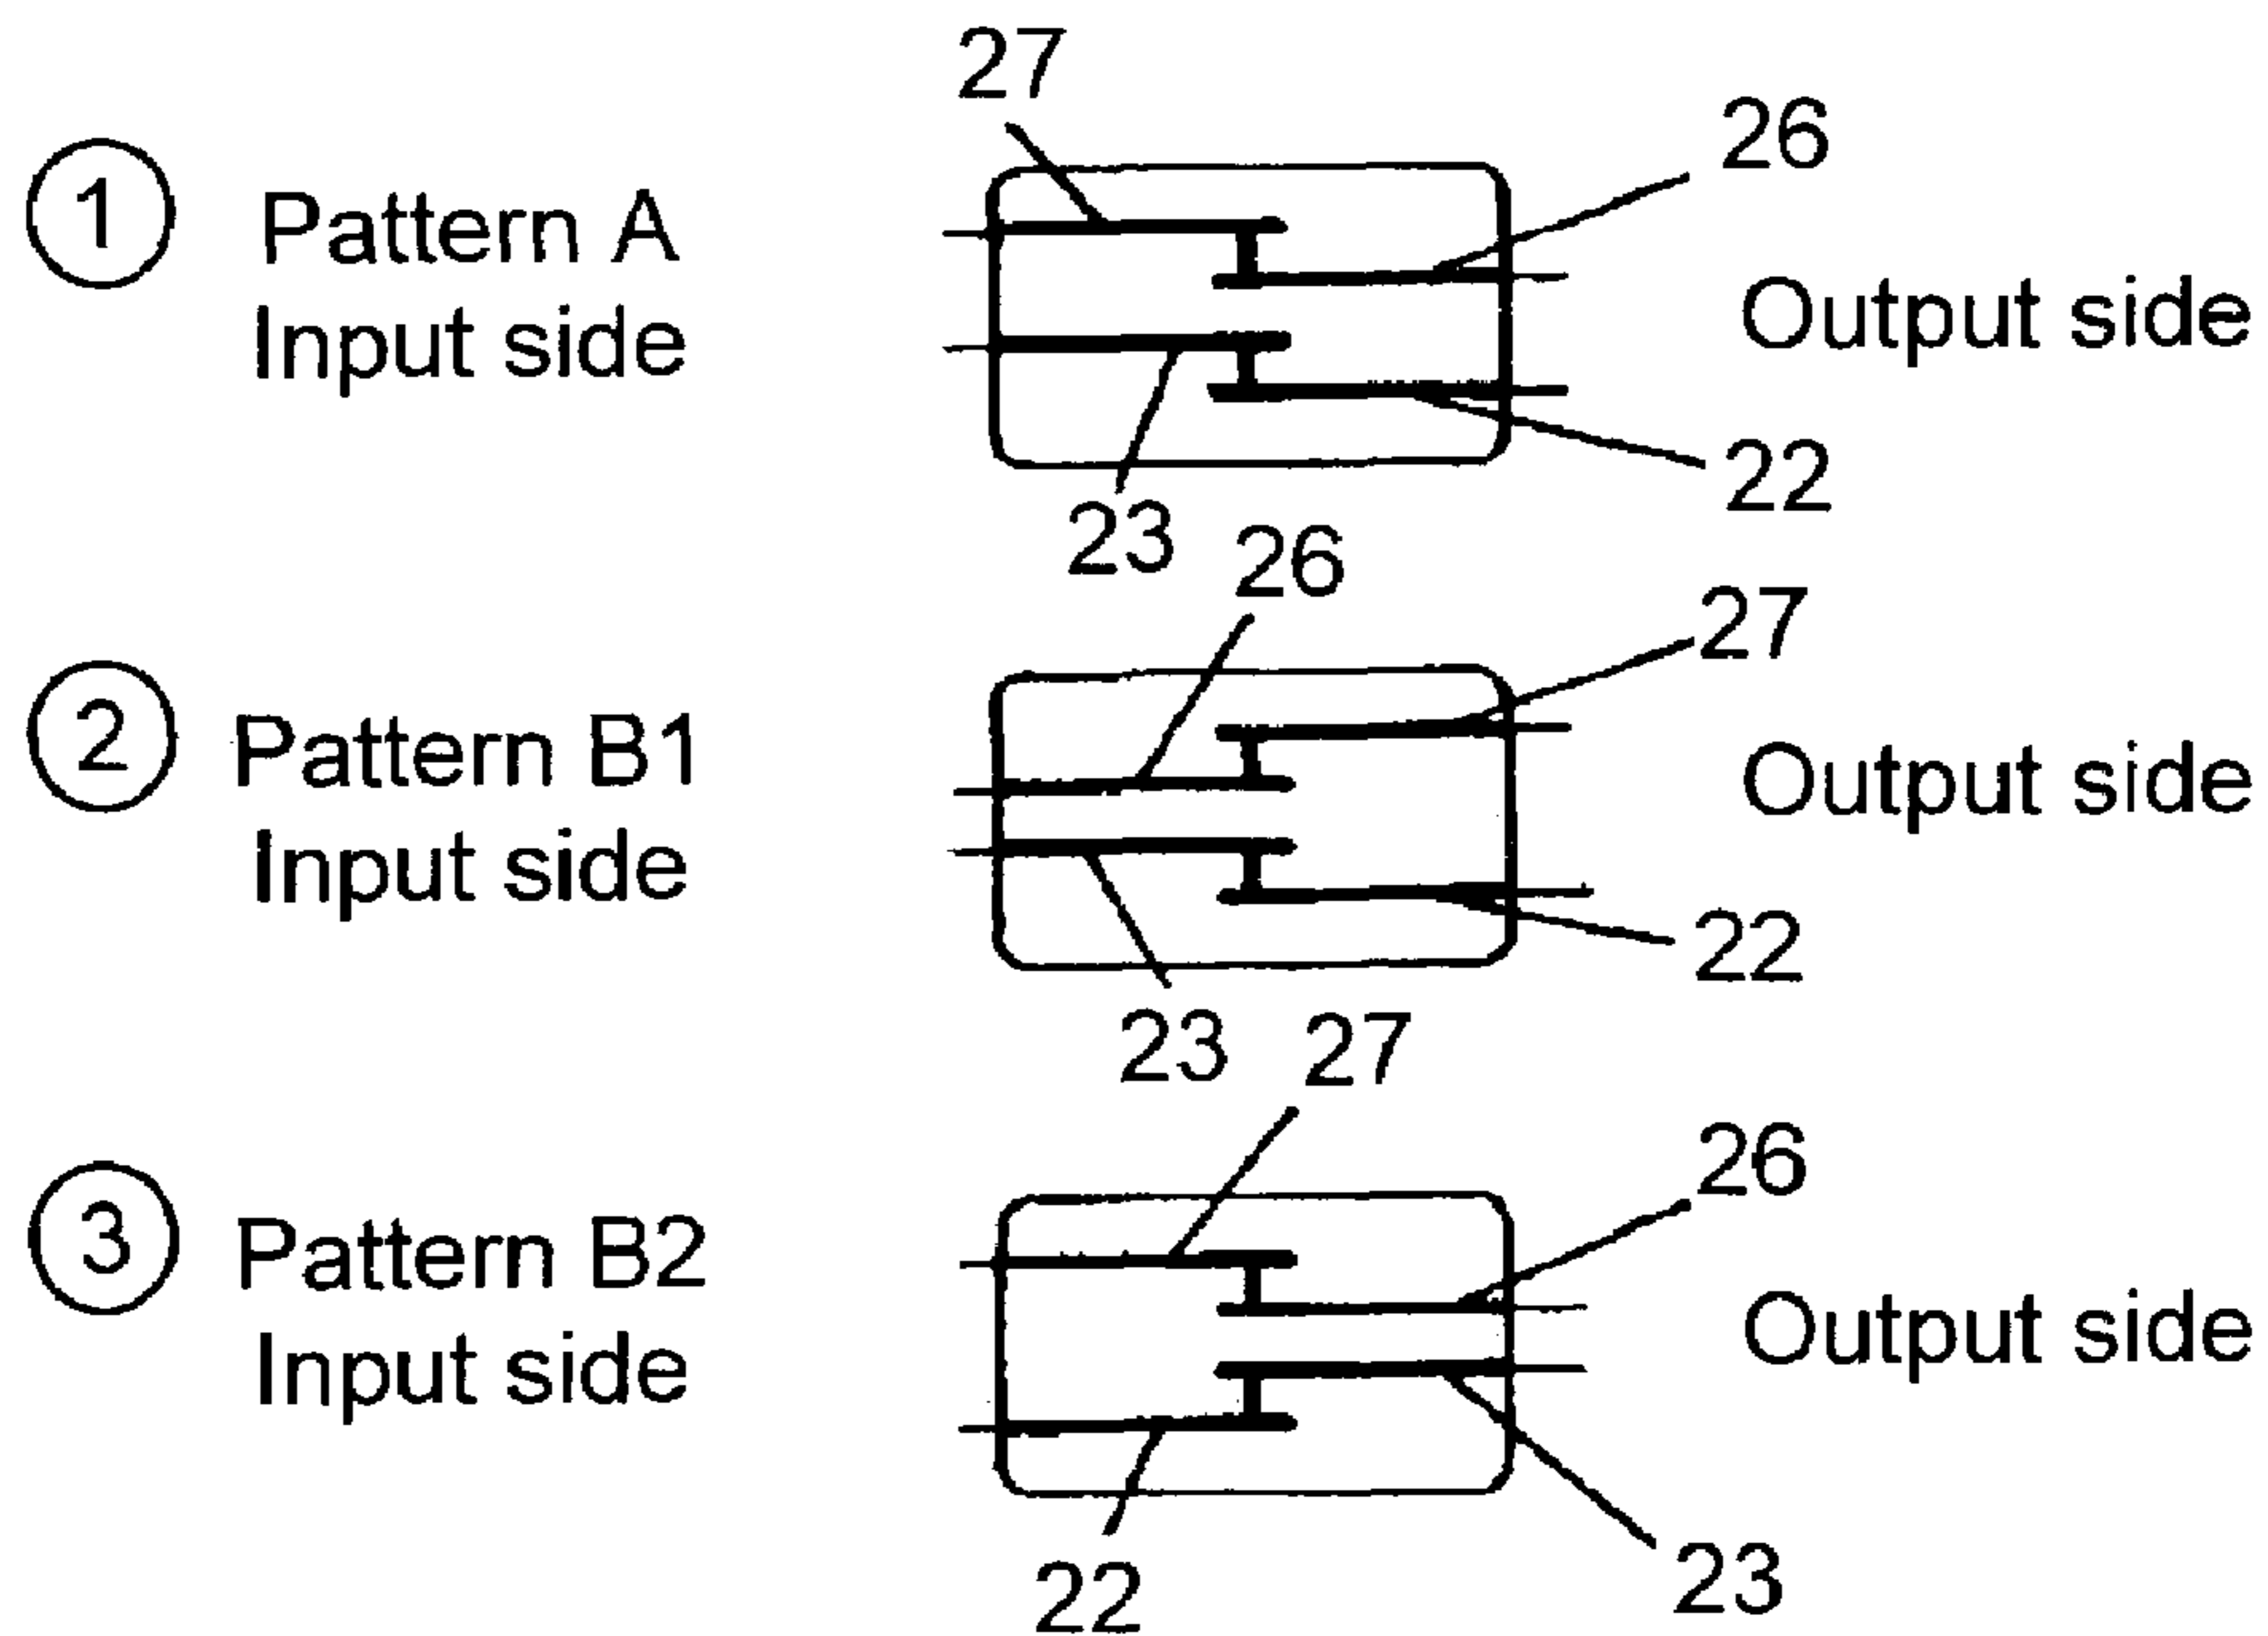 27
26
1 Pattern A
Input side
Output side
22
23
26
27
2 Pattern B1
Output side
Input side
22
23 27
26
3 Pattern B2
Output side
Input side
23
22